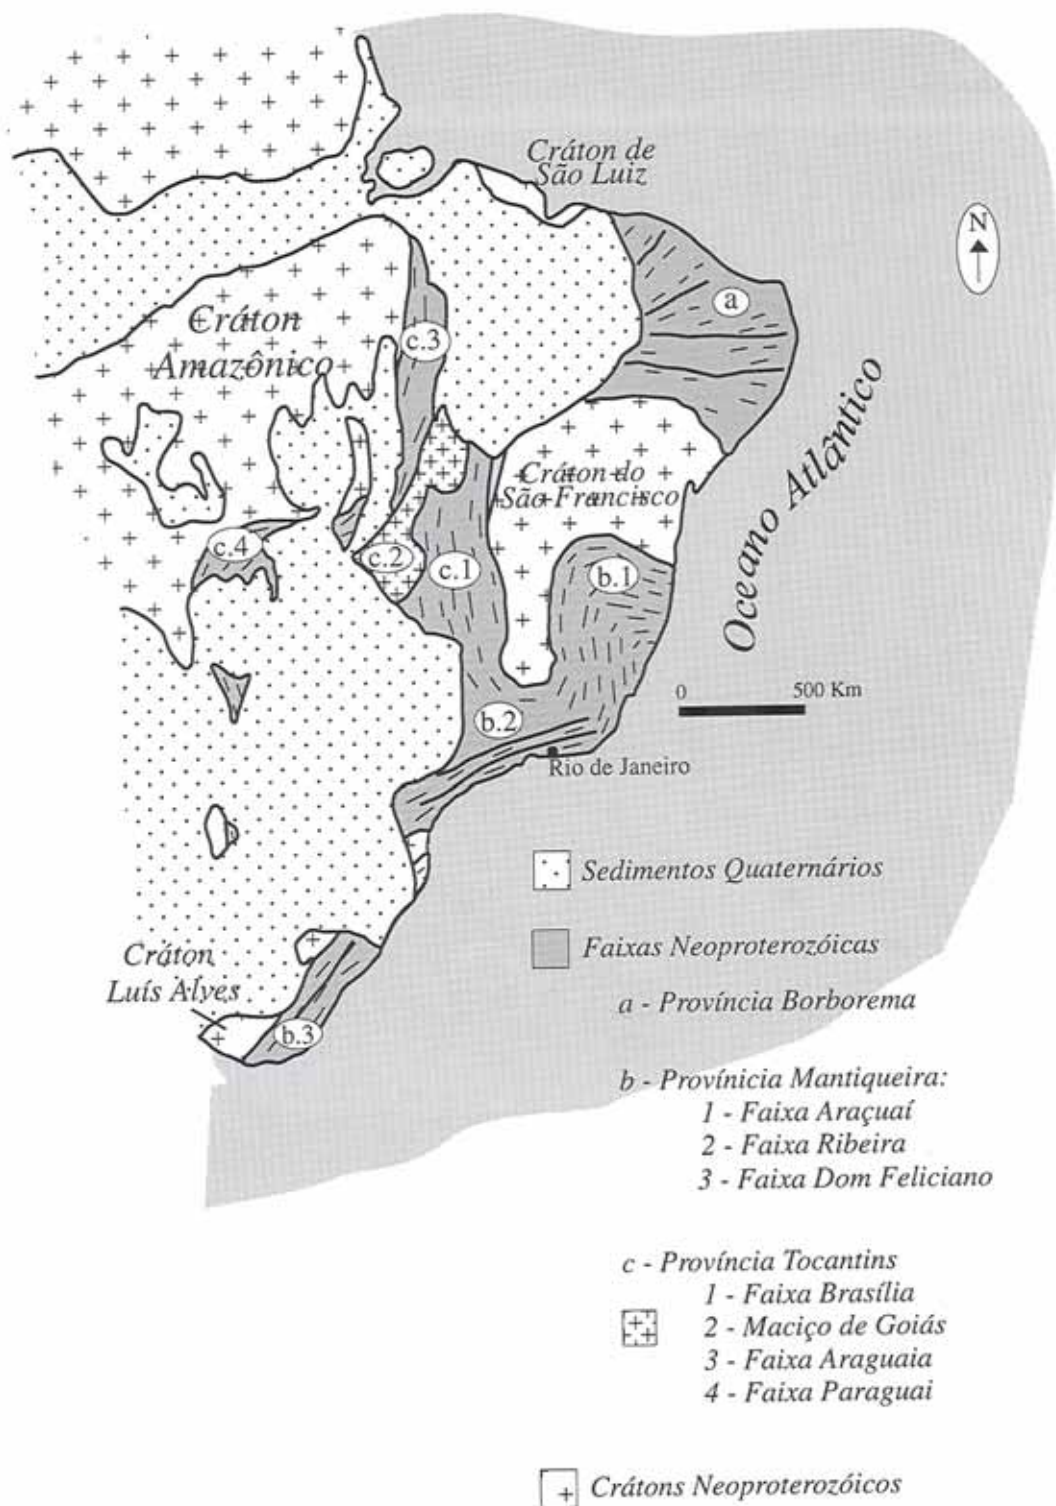 Cráton de
São Luiz
N
a
Cráton
Amazônico
c.3
Oceano Atlântico
Cráton do
São Francisco
c.4
c.2
c.1
b.1
0 500 Km
b.2
Rio de Janeiro
Sedimentos Quaternários
Faixas Neoproterozóicas
Cráton
Luís Alves
a - Província Borborema
b.3
b - Províncicia Mantiqueira:
1 - Faixa Araçuaí
2 - Faixa Ribeira
3 - Faixa Dom Feliciano
c - Província Tocantins
1 - Faixa Brasília
2 - Maciço de Goiás
3 - Faixa Araguaia
4 - Faixa Paraguai
Crátons Neoproterozóicos